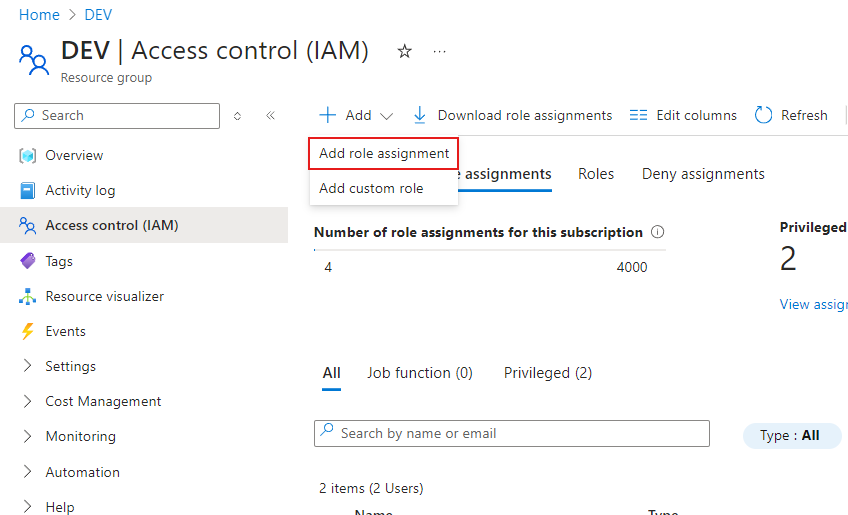 Home > DEV
DEV | Access control (IAM)
Resource group
Search
Add
Download role assignments
Edit columns
Refresh
Add role assignment
Add custom role
assignments
Roles
Deny assignments
Overview
Activity log
Access control (IAM)
Tags
Resource visualizer
Events
Settings
Cost Management
Monitoring
Automation
Help
Number of role assignments for this subscription
4
4000
Privileged
2
View assign
All
Job function (0)
Privileged (2)
Search by name or email
Type : All
2 items (2 Users)
Name
Type